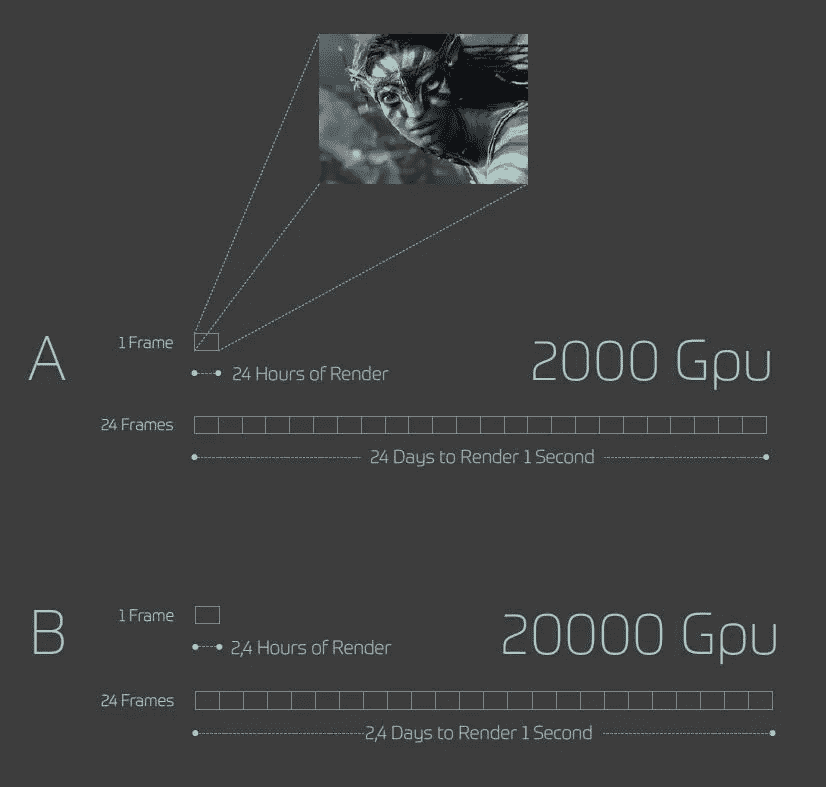 A
1 Frame
24 Hours of Render
2000 Gpu
24 Frames
24 Days to Render 1 Second
B
1 Frame
2,4 Hours of Render
20000 Gpu
24 Frames
2,4 Days to Render 1 Second